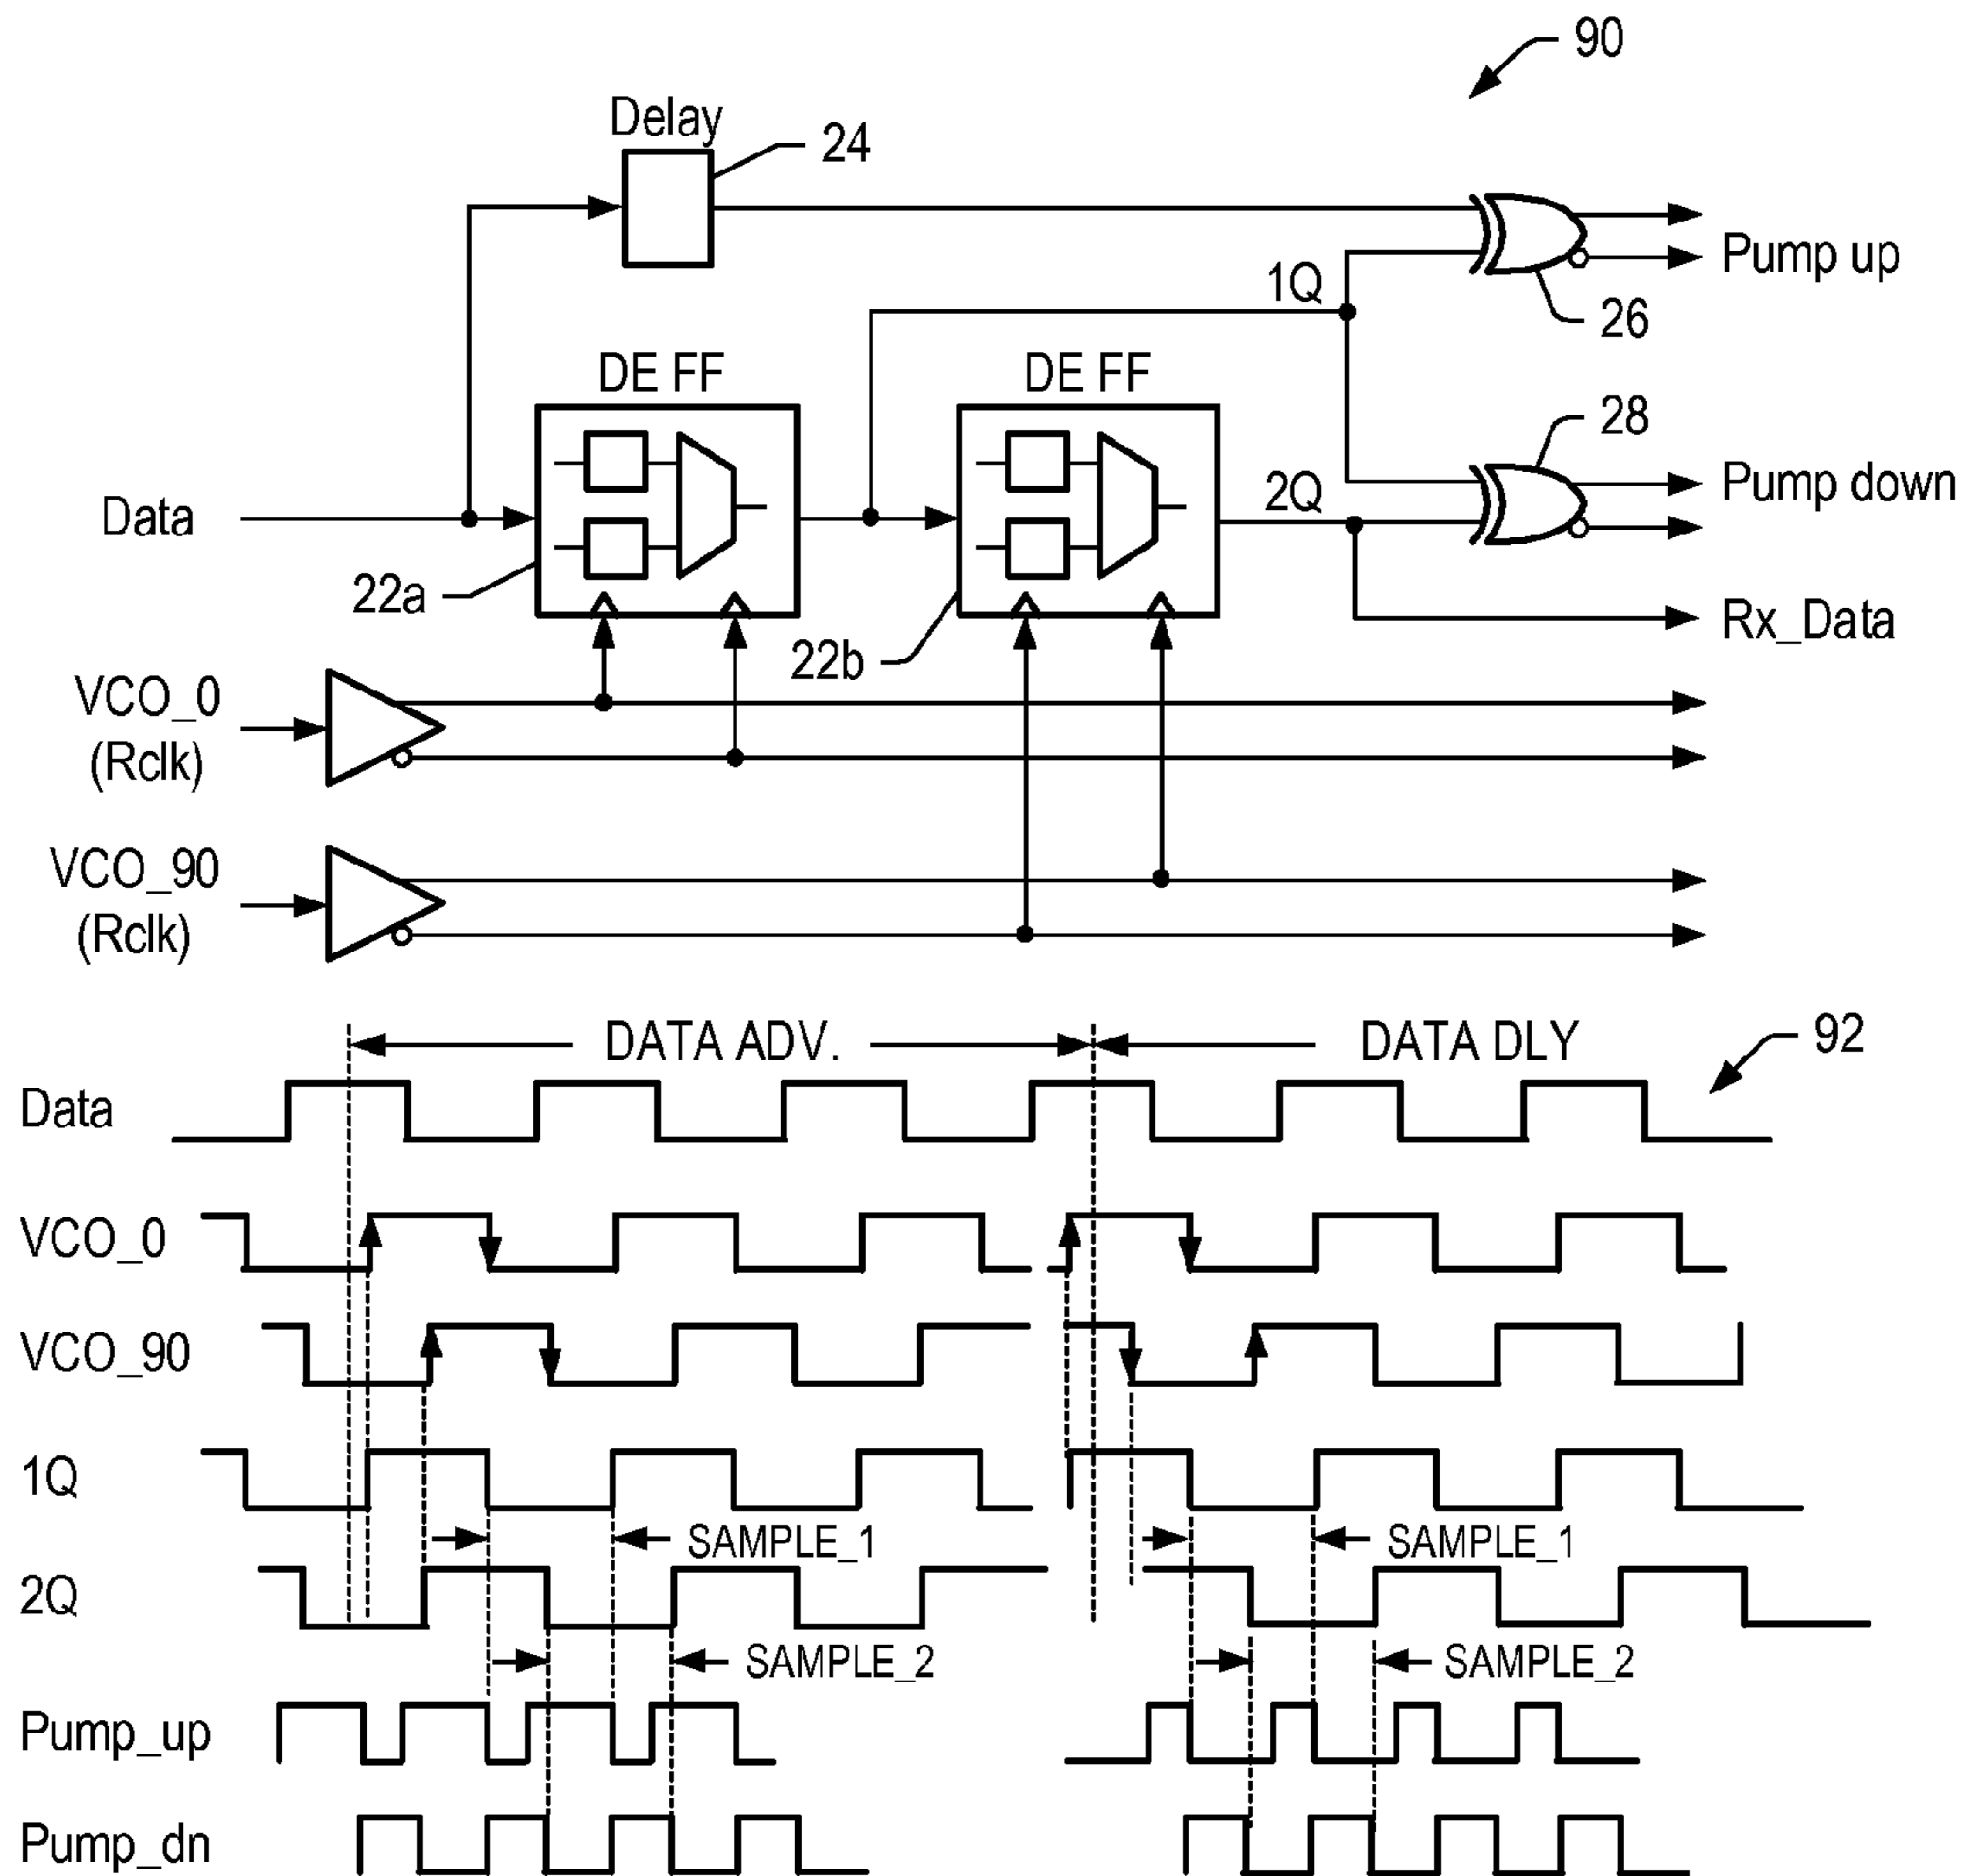 90
Delay
24
Pump up
1Q
26
DE FF
DE FF
28
Data
2Q
Pump down
22a
22b
Rx_Data
VCO_0
(Rclk)
VCO_90
(Rclk)
DATA ADV.
DATA DLY
92
Data
VCO_0
VCO_90
1Q
SAMPLE_1
SAMPLE_1
2Q
SAMPLE_2
SAMPLE_2
Pump_up
Pump_dn